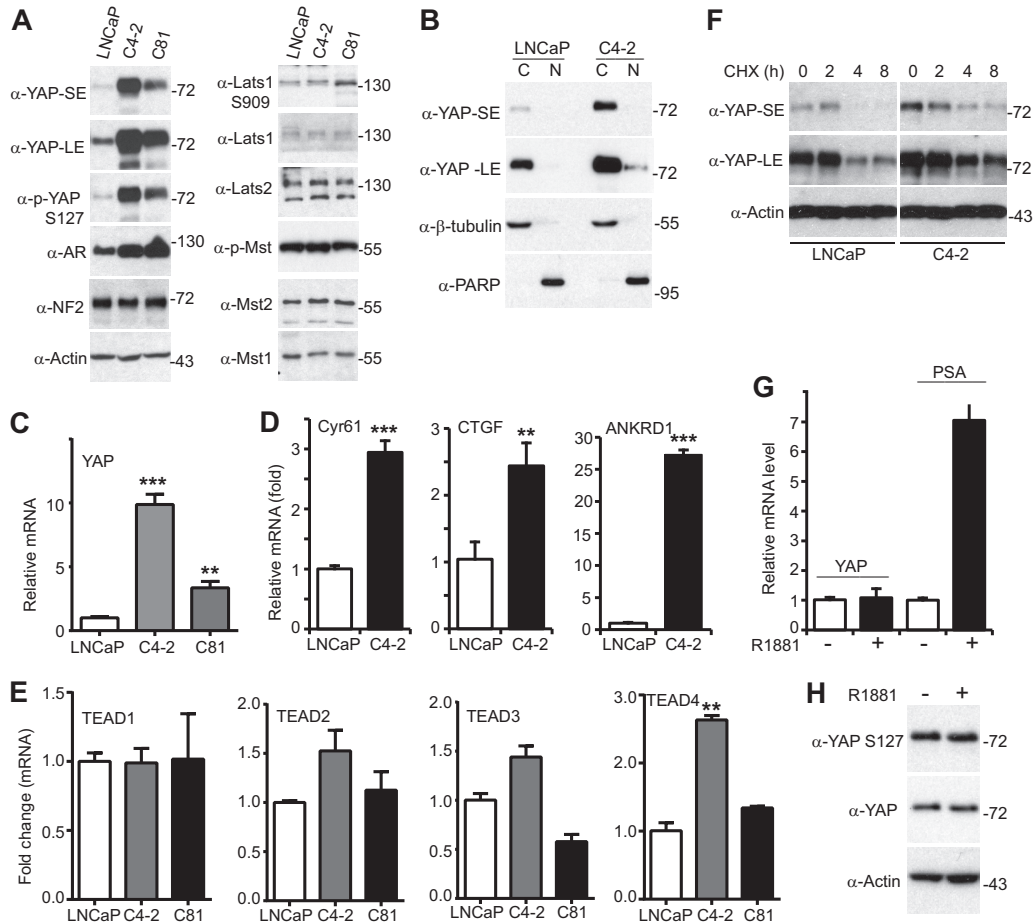 A
LNCaP
C4-2
C81
α-YAP-SE
-72
α-YAP-LE
-72
α-p-YAP
S127
-72
α-AR
-130
α-NF2
-72
α-Actin
-43
α-Lats1
S909
-130
α-Lats1
-130
α-Lats2
-130
α-p-Mst
-55
α-Mst2
-55
α-Mst1
-55
B
LNCaP C4-2
C N C N
α-YAP-SE
-72
α-YAP -LE
-72
α-β-tubulin
-55
α-PARP
-95
F
CHX (h) 0 2 4 8 0 2 4 8
α-YAP-SE
-72
α-YAP-LE
-72
α-Actin
-43
LNCaP C4-2
C
YAP
Relative mRNA
10
5
0
***
**
LNCaP C4-2 C81
D
Relative mRNA (fold)
Cyr61
***
3
2
1
0
LNCaP C4-2
CTGF
**
3
2
1
0
LNCaP C4-2
ANKRD1
***
30
25
20
15
10
5
0
LNCaP C4-2
G
PSA
YAP
Relative mRNA level
7
6
5
4
3
2
1
0
R1881 - + - +
E
Fold change (mRNA)
TEAD1
1.5
1.0
0.5
0.0
LNCaP C4-2 C81
TEAD2
2.0
1.5
1.0
0.5
0.0
LNCaP C4-2 C81
TEAD3
2.0
1.5
1.0
0.5
0.0
LNCaP C4-2 C81
TEAD4
**
3.0
2.0
1.0
0.0
LNCaP C4-2 C81
H
R1881 - +
α-YAP S127
-72
α-YAP
-72
α-Actin
-43